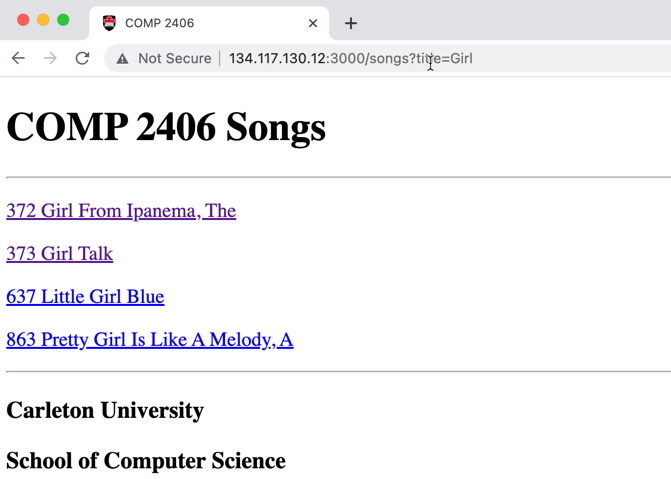 COMP 2406
Not Secure | 134.117.130.12:3000/songs?title=Girl
COMP 2406 Songs
372 Girl From Ipanema, The
373 Girl Talk
637 Little Girl Blue
863 Pretty Girl Is Like A Melody, A
Carleton University
School of Computer Science